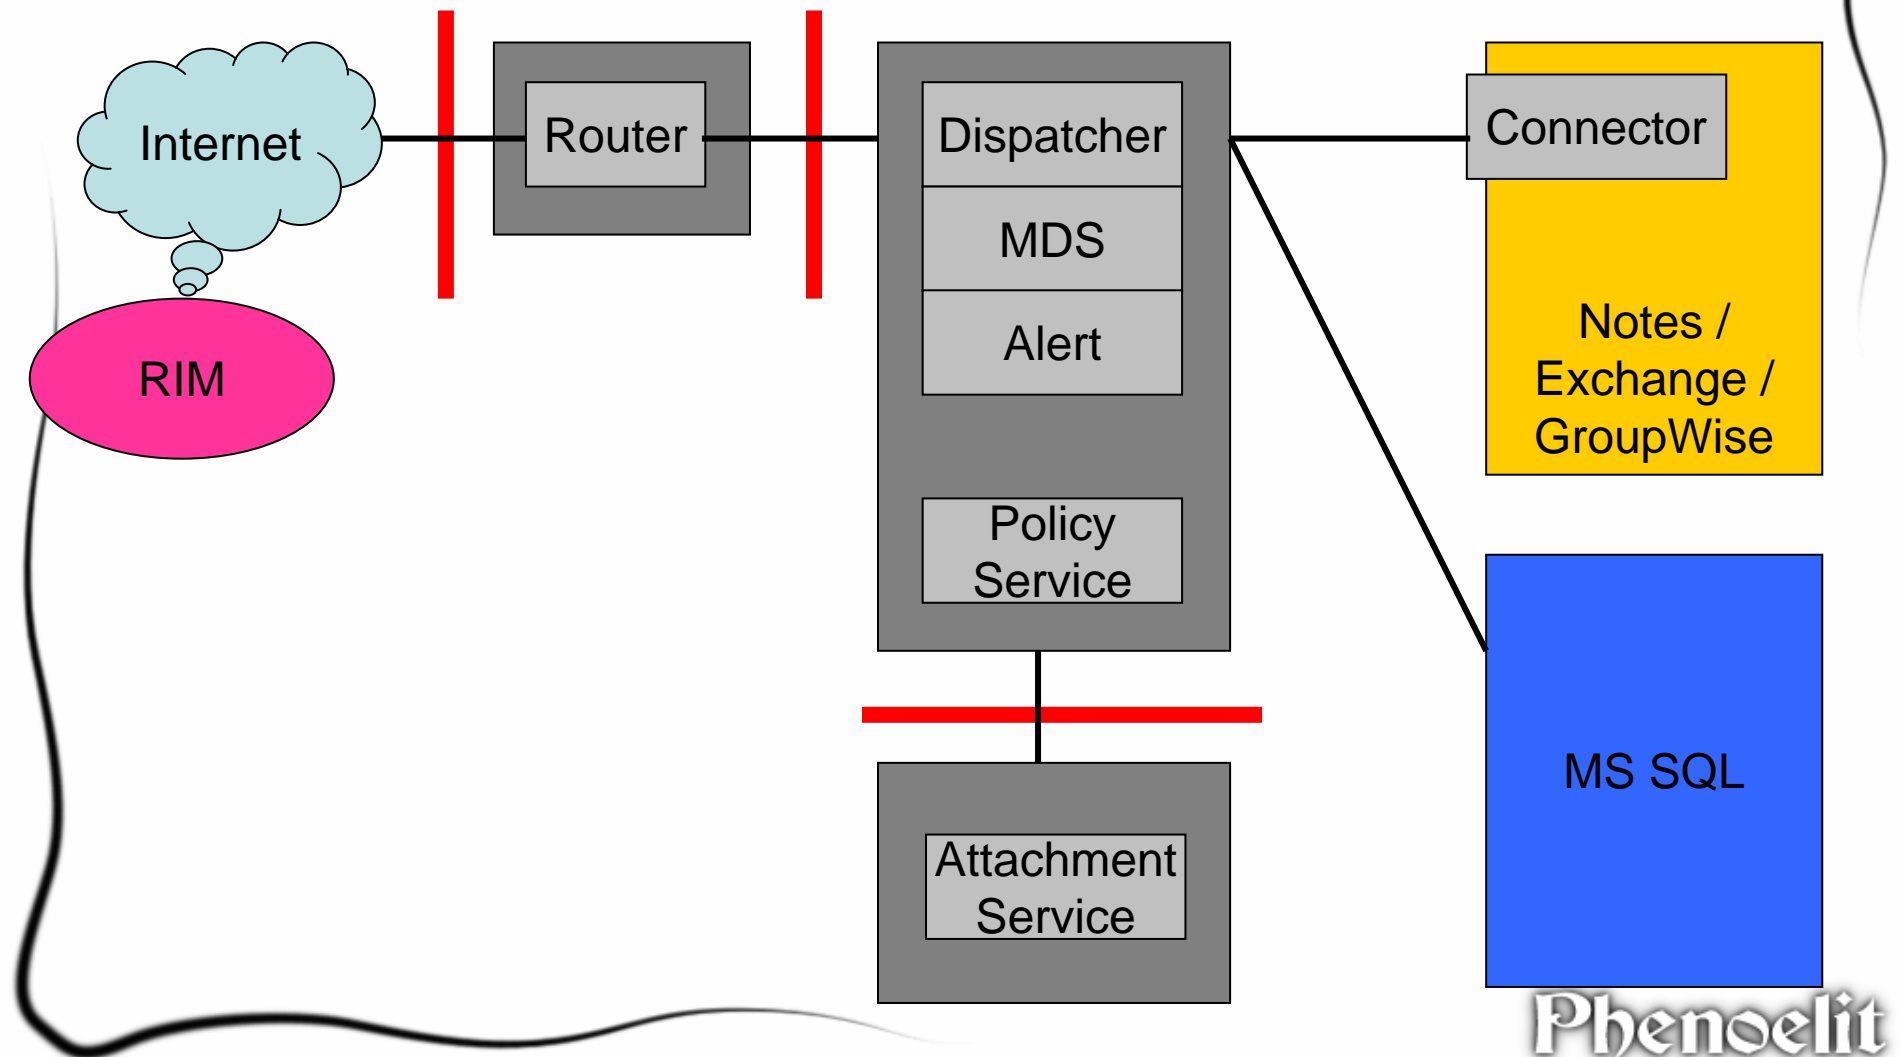 Internet
Router
Dispatcher
Connector
MDS
Alert
RIM
Notes /
Exchange /
GroupWise
Policy
Service
MS SQL
Attachment
Service
Phenoelit